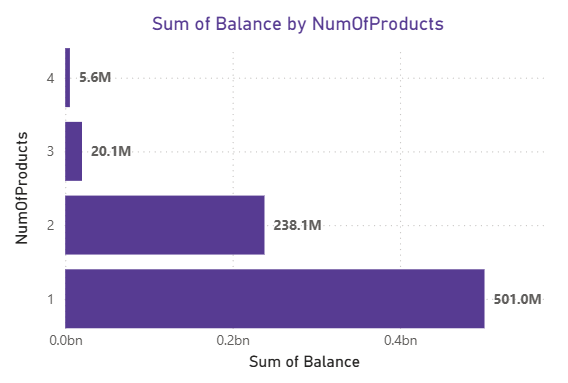 Sum of Balance by NumOfProducts
NumOfProducts
4
5.6M
3
20.1M
2
238.1M
1
501.0M
0.0bn
0.2bn
0.4bn
Sum of Balance